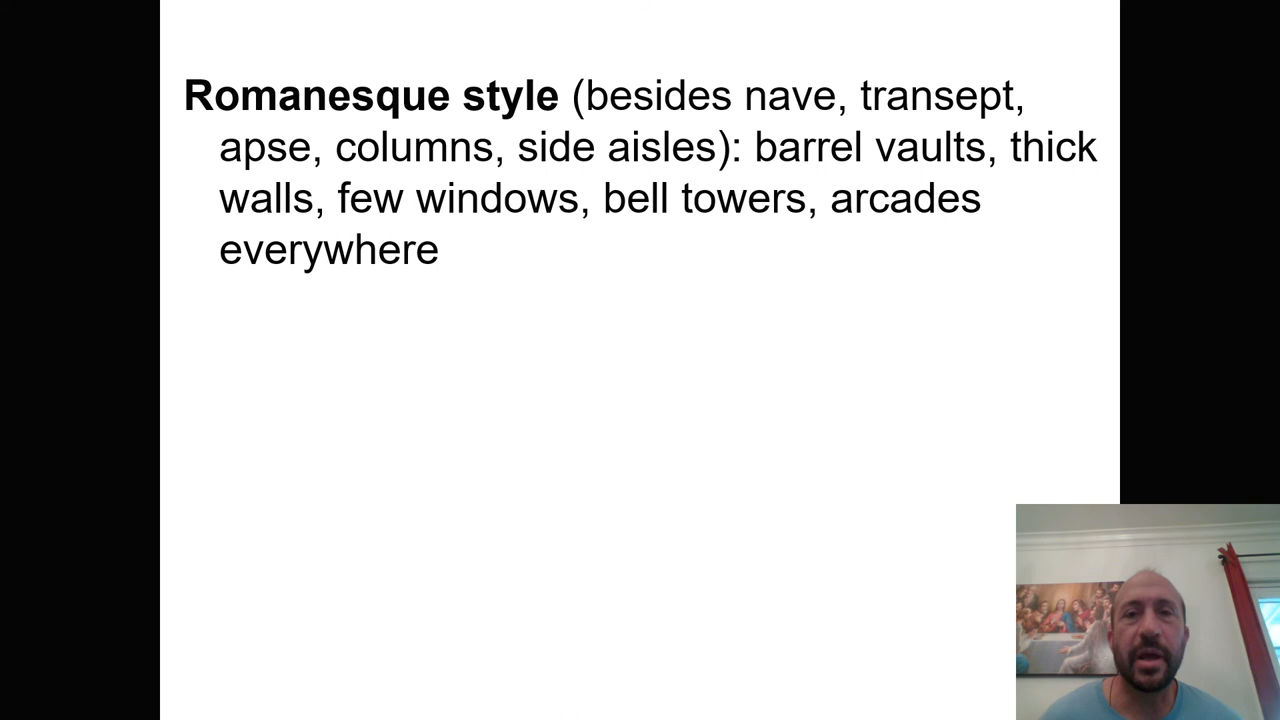 Romanesque style (besides nave, transept,
apse, columns, side aisles): barrel vaults, thick
walls, few windows, bell towers, arcades
everywhere